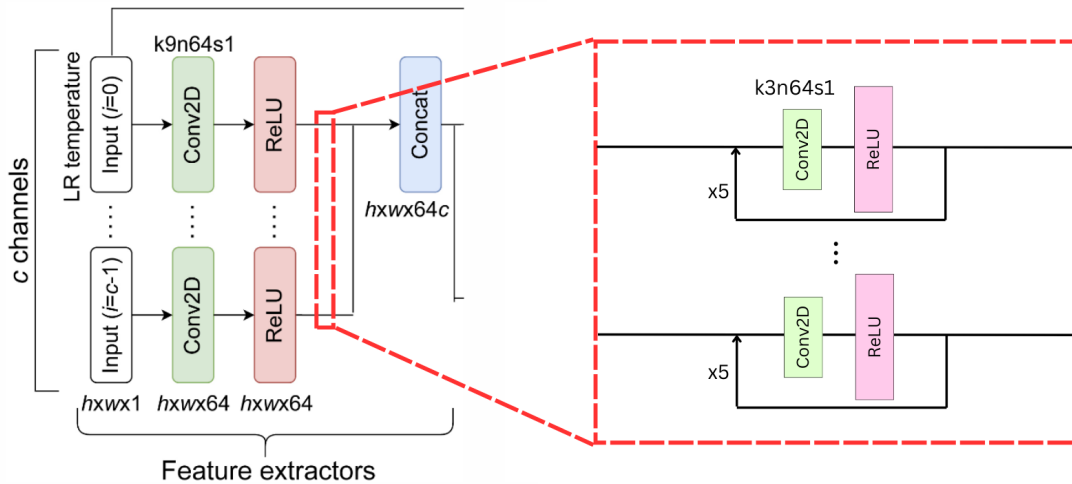 k9n64s1
c channels
LR temperature
Input (i=0)
Conv2D
ReLU
Concat
hxwx64c
Input (i=c-1)
Conv2D
ReLU
hxwx1
hxwx64
hxwx64
Feature extractors
k3n64s1
Conv2D
ReLU
x5
Conv2D
ReLU
x5